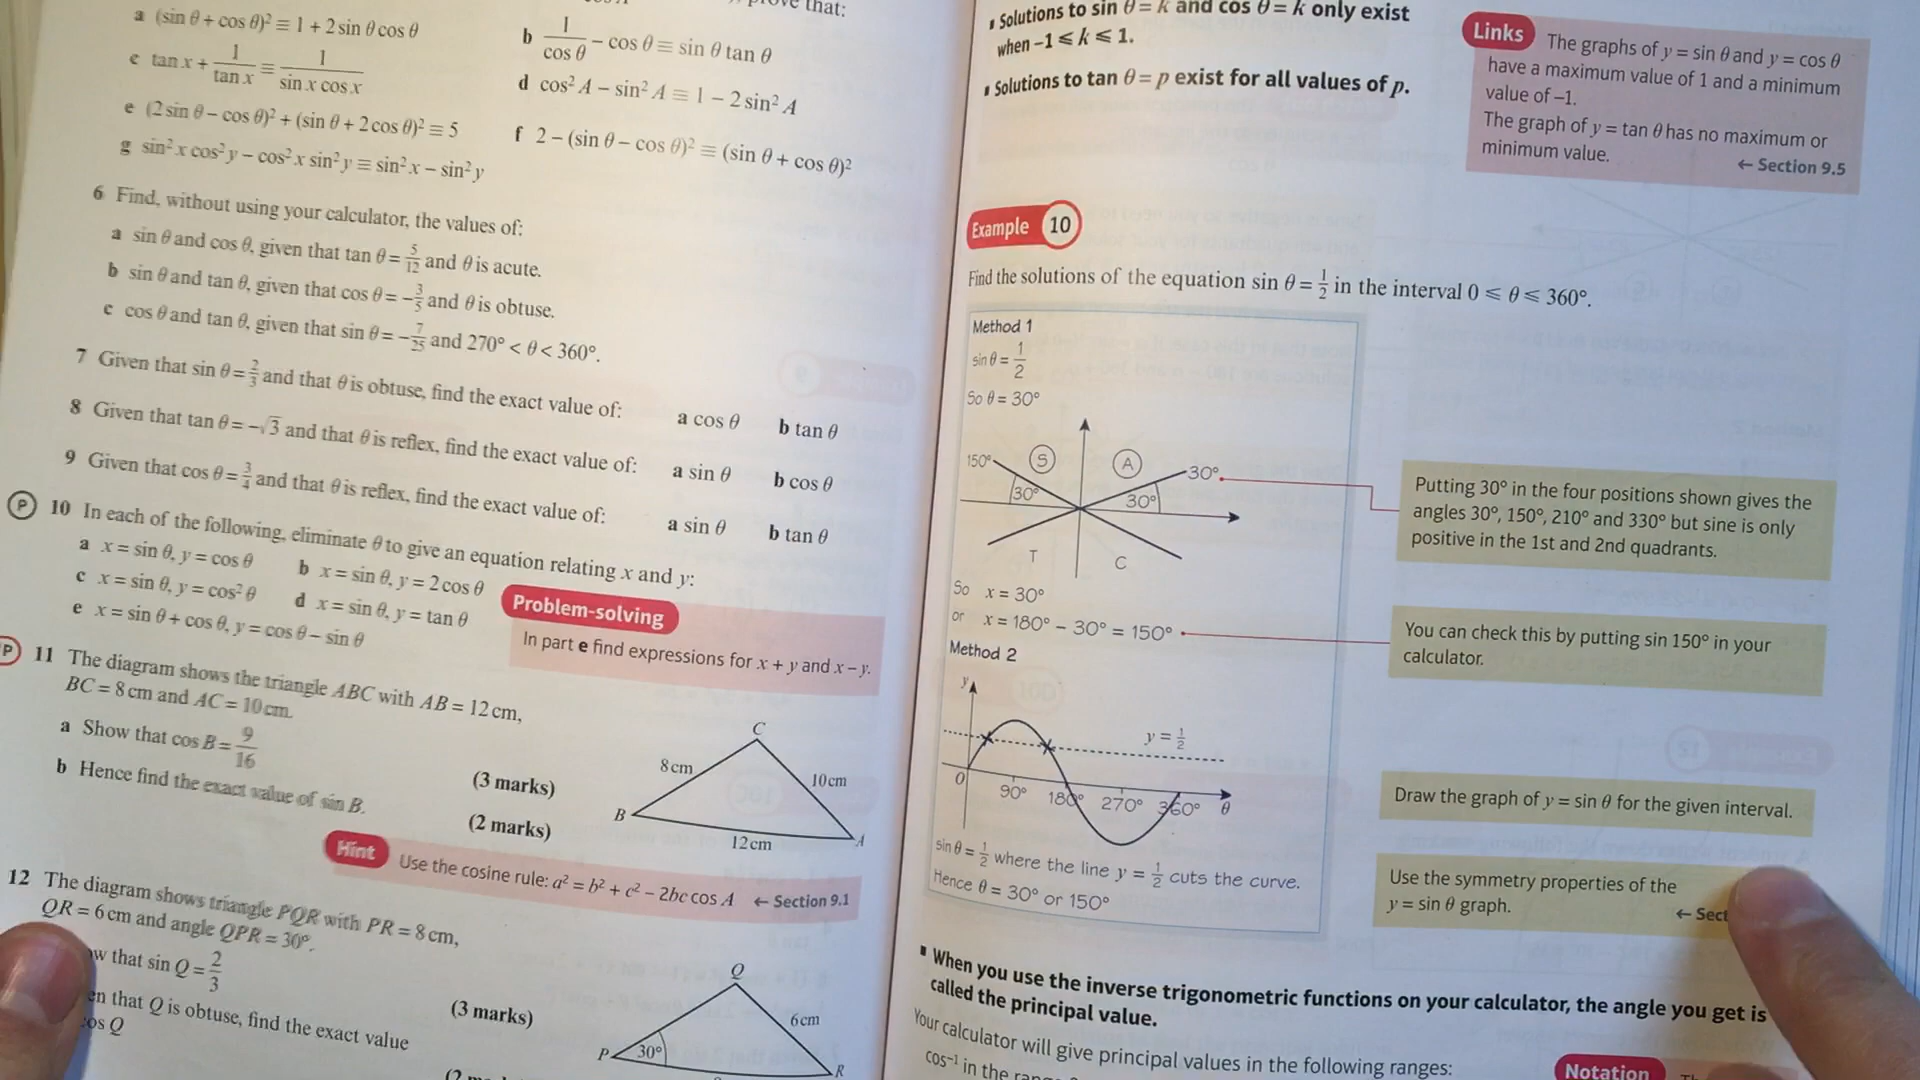 that:
a (sin θ + cos θ)² ≡ 1 + 2 sin θ cos θ
b 1/cos θ − cos θ ≡ sin θ tan θ
c tan x + 1/tan x ≡ 1/(sin x cos x)
d cos² A − sin² A ≡ 1 − 2 sin² A
e (2 sin θ − cos θ)² + (sin θ + 2 cos θ)² ≡ 5
f 2 − (sin θ − cos θ)² ≡ (sin θ + cos θ)²
g sin² x cos² y − cos² x sin² y ≡ sin² x − sin² y
6 Find, without using your calculator, the values of:
a sin θ and cos θ, given that tan θ = 5/12 and θ is acute.
b sin θ and tan θ, given that cos θ = −3/5 and θ is obtuse.
c cos θ and tan θ, given that sin θ = −7/25 and 270° < θ < 360°.
7 Given that sin θ = 2/3 and that θ is obtuse, find the exact value of: a cos θ b tan θ
8 Given that tan θ = −√3 and that θ is reflex, find the exact value of: a sin θ b cos θ
9 Given that cos θ = 3/4 and that θ is reflex, find the exact value of: a sin θ b tan θ
P 10 In each of the following, eliminate θ to give an equation relating x and y:
a x = sin θ, y = cos θ
b x = sin θ, y = 2 cos θ
c x = sin θ, y = cos² θ
d x = sin θ, y = tan θ
e x = sin θ + cos θ, y = cos θ − sin θ
Problem-solving
In part e find expressions for x + y and x − y.
P 11 The diagram shows the triangle ABC with AB = 12 cm,
BC = 8 cm and AC = 10 cm.
a Show that cos B = 9/16
(3 marks)
b Hence find the exact value of sin B.
(2 marks)
C
8 cm
10 cm
B
12 cm
A
Hint Use the cosine rule: a² = b² + c² − 2bc cos A ← Section 9.1
12 The diagram shows triangle PQR with PR = 8 cm,
QR = 6 cm and angle QPR = 30°.
w that sin Q = 2/3
(3 marks)
en that Q is obtuse, find the exact value
cos Q
Q
6 cm
P
30°
R
▪ Solutions to sin θ = k and cos θ = k only exist
when −1 ⩽ k ⩽ 1.
▪ Solutions to tan θ = p exist for all values of p.
Links The graphs of y = sin θ and y = cos θ
have a maximum value of 1 and a minimum
value of −1.
The graph of y = tan θ has no maximum or
minimum value.
← Section 9.5
Example 10
Find the solutions of the equation sin θ = 1/2 in the interval 0 ⩽ θ ⩽ 360°.
Method 1
sin θ = 1/2
So θ = 30°
150°
S
A
30°
30°
30°
T
C
Putting 30° in the four positions shown gives the
angles 30°, 150°, 210° and 330° but sine is only
positive in the 1st and 2nd quadrants.
So x = 30°
or x = 180° − 30° = 150°
You can check this by putting sin 150° in your
calculator.
Method 2
y
y = 1/2
O
90° 180° 270° 360° θ
Draw the graph of y = sin θ for the given interval.
sin θ = 1/2 where the line y = 1/2 cuts the curve.
Hence θ = 30° or 150°
Use the symmetry properties of the
y = sin θ graph.
← Sect
▪ When you use the inverse trigonometric functions on your calculator, the angle you get is
called the principal value.
Your calculator will give principal values in the following ranges:
cos⁻¹ in the
Notation